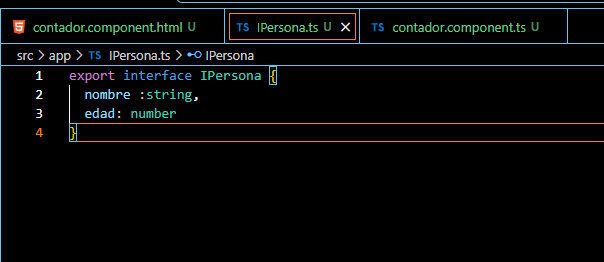 contador.component.html U TS IPersona.ts U × TS contador.component.ts U
src > app > TS IPersona.ts > IPersona
1 export interface IPersona {
2 nombre :string,
3 edad: number
4 }